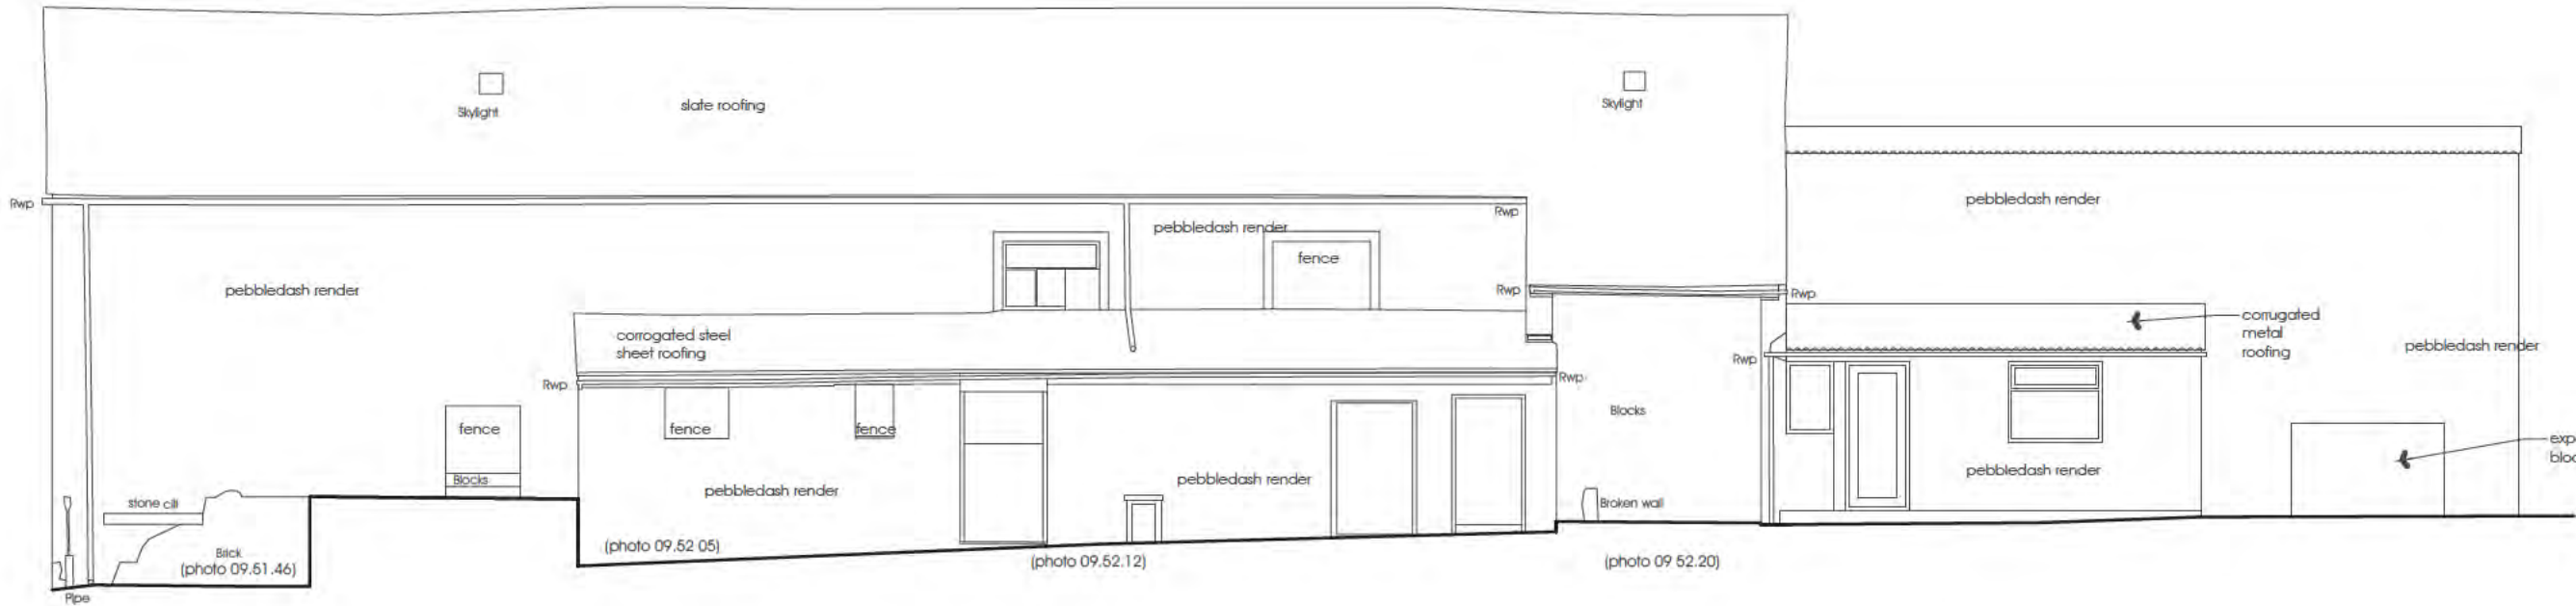 Skylight
slate roofing
Skylight
Rwp
pebbledash render
Rwp
pebbledash render
pebbledash render
fence
pebbledash render
Rwp
Rwp
corrogated steel
sheet roofing
corrugated
metal
roofing
pebbledash render
Rwp
Rwp
Rwp
Blocks
fence
fence
fence
Blocks
pebbledash render
pebbledash render
pebbledash render
stone cill
Broken wall
Brick
(photo 09.51.46)
(photo 09.52 05)
(photo 09.52.12)
(photo 09 52.20)
Pipe